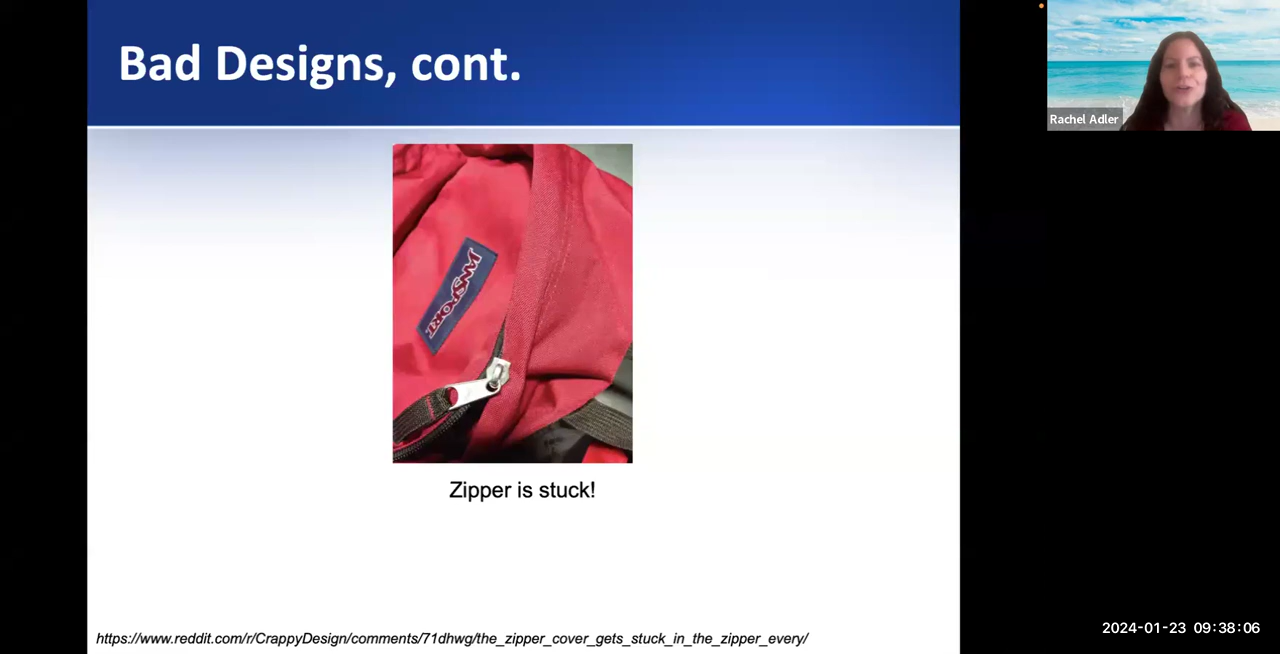 Bad Designs, cont.
Rachel Adler
JANSPORT
Zipper is stuck!
https://www.reddit.com/r/CrappyDesign/comments/71dhwg/the_zipper_cover_gets_stuck_in_the_zipper_every/
2024-01-23 09:38:06